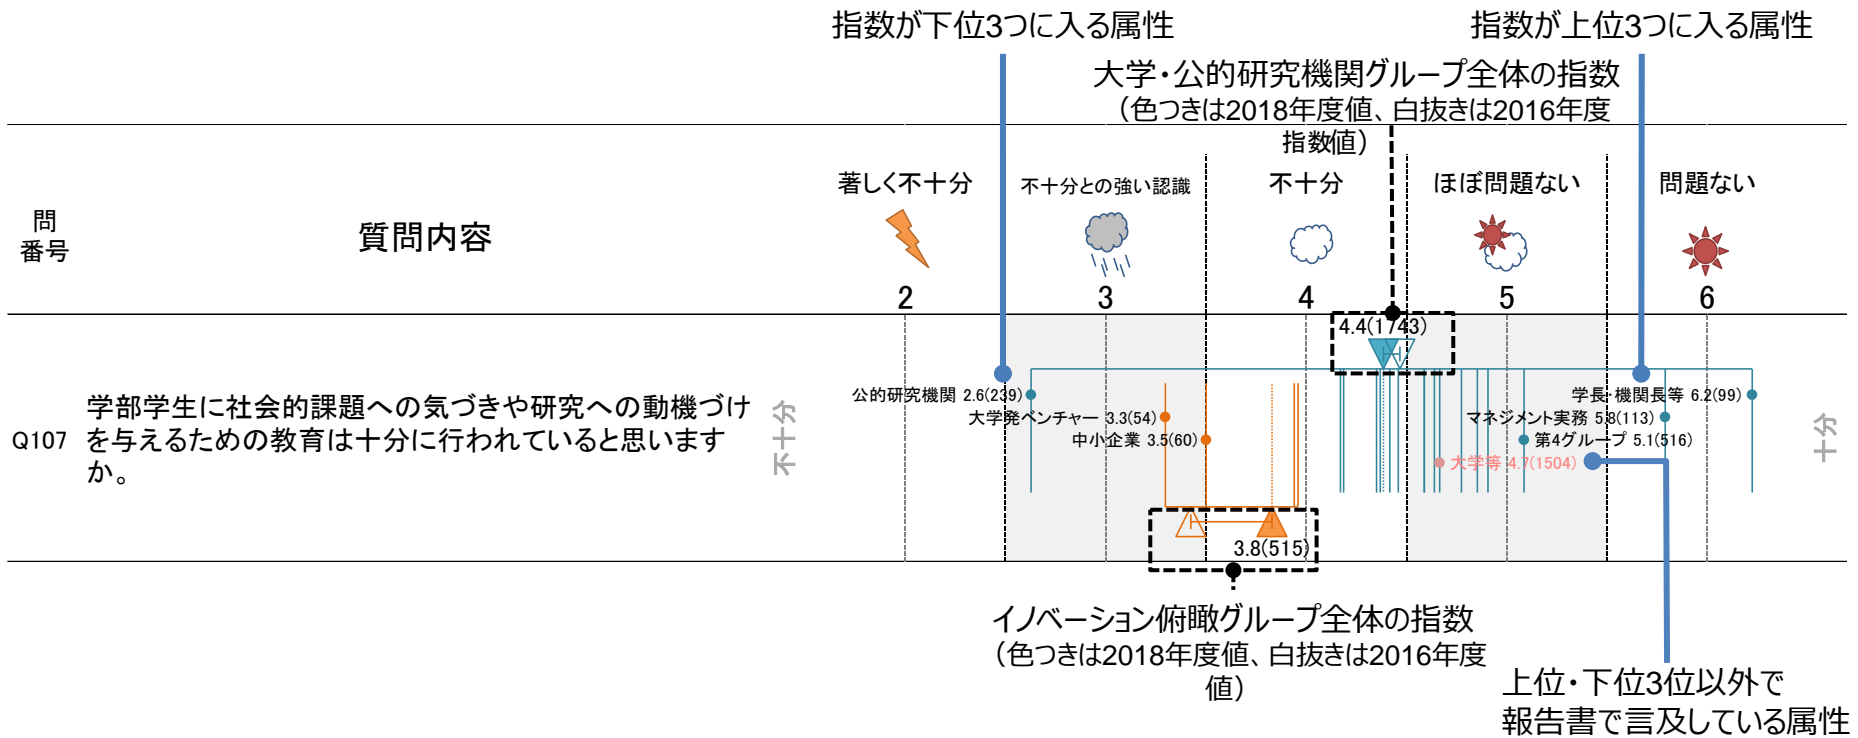 指数が下位3つに入る属性
指数が上位3つに入る属性
大学・公的研究機関グループ全体の指数
（色つきは2018年度値、白抜きは2016年度
指数値）
著しく不十分
不十分との強い認識
不十分
ほぼ問題ない
問題ない
問
番号
質問内容
2
3
4
5
6
4.4(1743)
公的研究機関 2.6(239)
学長・機関長等 6.2(99)
大学発ベンチャー 3.3(54)
マネジメント実務 5.8(113)
中小企業 3.5(60)
第4グループ 5.1(516)
大学等 4.7(1504)
Q107
学部学生に社会的課題への気づきや研究への動機づけ
を与えるための教育は十分に行われていると思います
か。
不十分
十分
3.8(515)
イノベーション俯瞰グループ全体の指数
（色つきは2018年度値、白抜きは2016年度
値）
上位・下位3位以外で
報告書で言及している属性